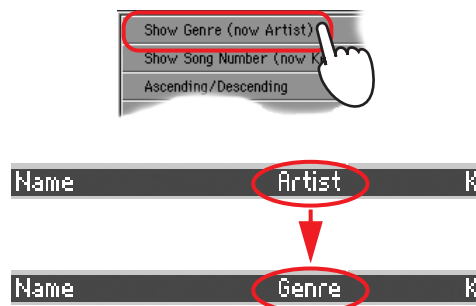 Show Genre (now Artist)
Show Song Number (now K
Ascending/Descending
Name Artist K
Name Genre K